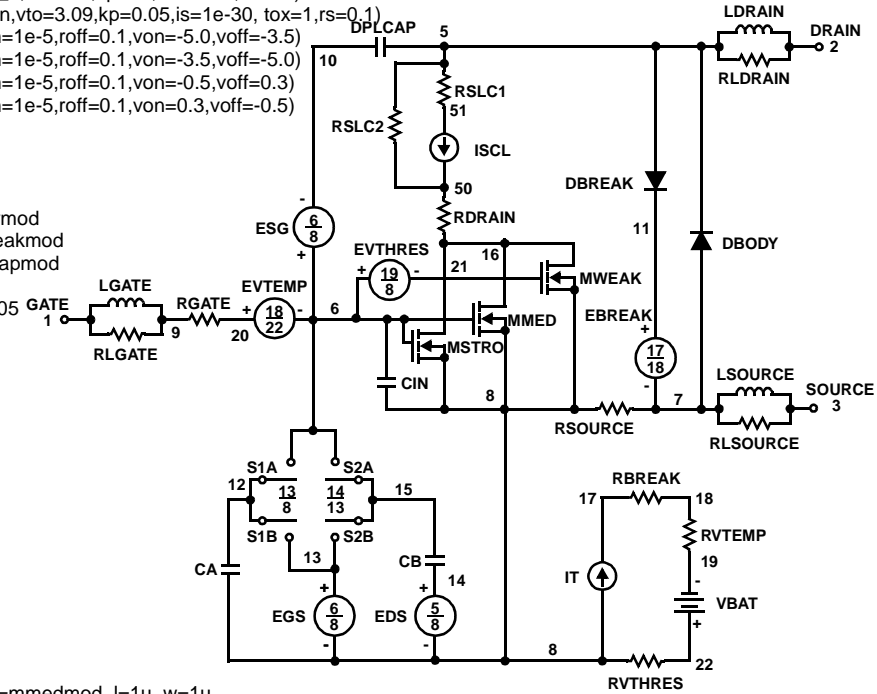 n,vto=3.09,kp=0.05,is=1e-30, tox=1,rs=0.1)
=1e-5,roff=0.1,von=-5.0,voff=-3.5)
=1e-5,roff=0.1,von=-3.5,voff=-5.0)
=1e-5,roff=0.1,von=-0.5,voff=0.3)
=1e-5,roff=0.1,von=0.3,voff=-0.5)
mod
eakmod
apmod
05
=mmedmod, l=1u, w=1u
DPLCAP
5
10
LDRAIN
DRAIN
2
RLDRAIN
RSLC1
51
RSLC2
ISCL
50
RDRAIN
DBREAK
11
DBODY
-
ESG
6
8
+
EVTHRES
+
19
8
-
21
16
MWEAK
LGATE
GATE
1
RLGATE
9
RGATE
20
EVTEMP
+
18
22
-
6
MMED
MSTRO
EBREAK
+
17
18
-
CIN
8
RSOURCE
7
LSOURCE
SOURCE
3
RLSOURCE
S1A
S2A
12
13
8
14
13
15
S1B
S2B
13
CA
CB
14
+
+
EGS
6
8
EDS
5
8
-
-
8
RBREAK
17
18
RVTEMP
19
IT
-
VBAT
+
22
RVTHRES